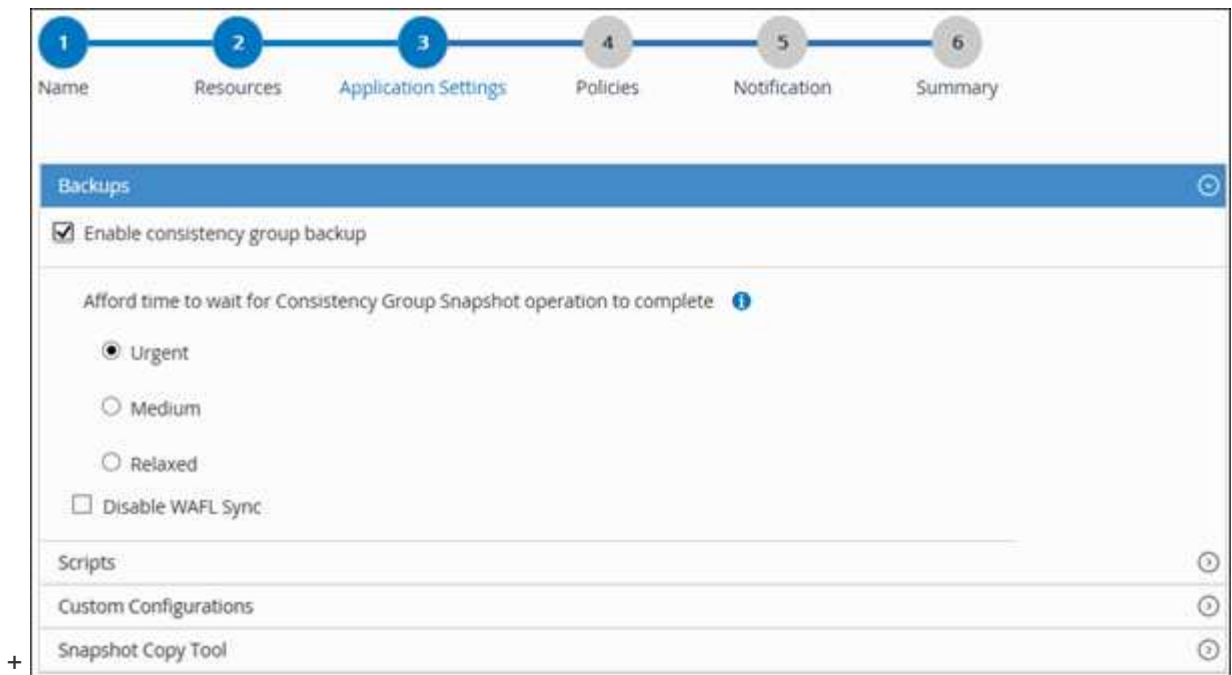 1 2 3 4 5 6
Name Resources Application Settings Policies Notification Summary
Backups
Enable consistency group backup
Afford time to wait for Consistency Group Snapshot operation to complete i
Urgent
Medium
Relaxed
Disable WAFL Sync
Scripts
Custom Configurations
Snapshot Copy Tool
+